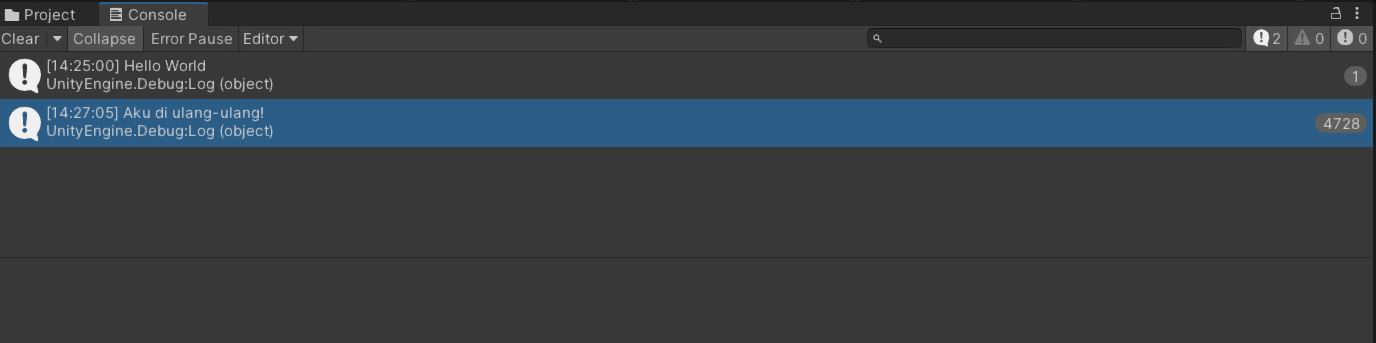 Project Console
Clear Collapse Error Pause Editor 2 0 0
[14:25:00] Hello World
UnityEngine.Debug:Log (object)
1
[14:27:05] Aku di ulang-ulang!
UnityEngine.Debug:Log (object)
4728